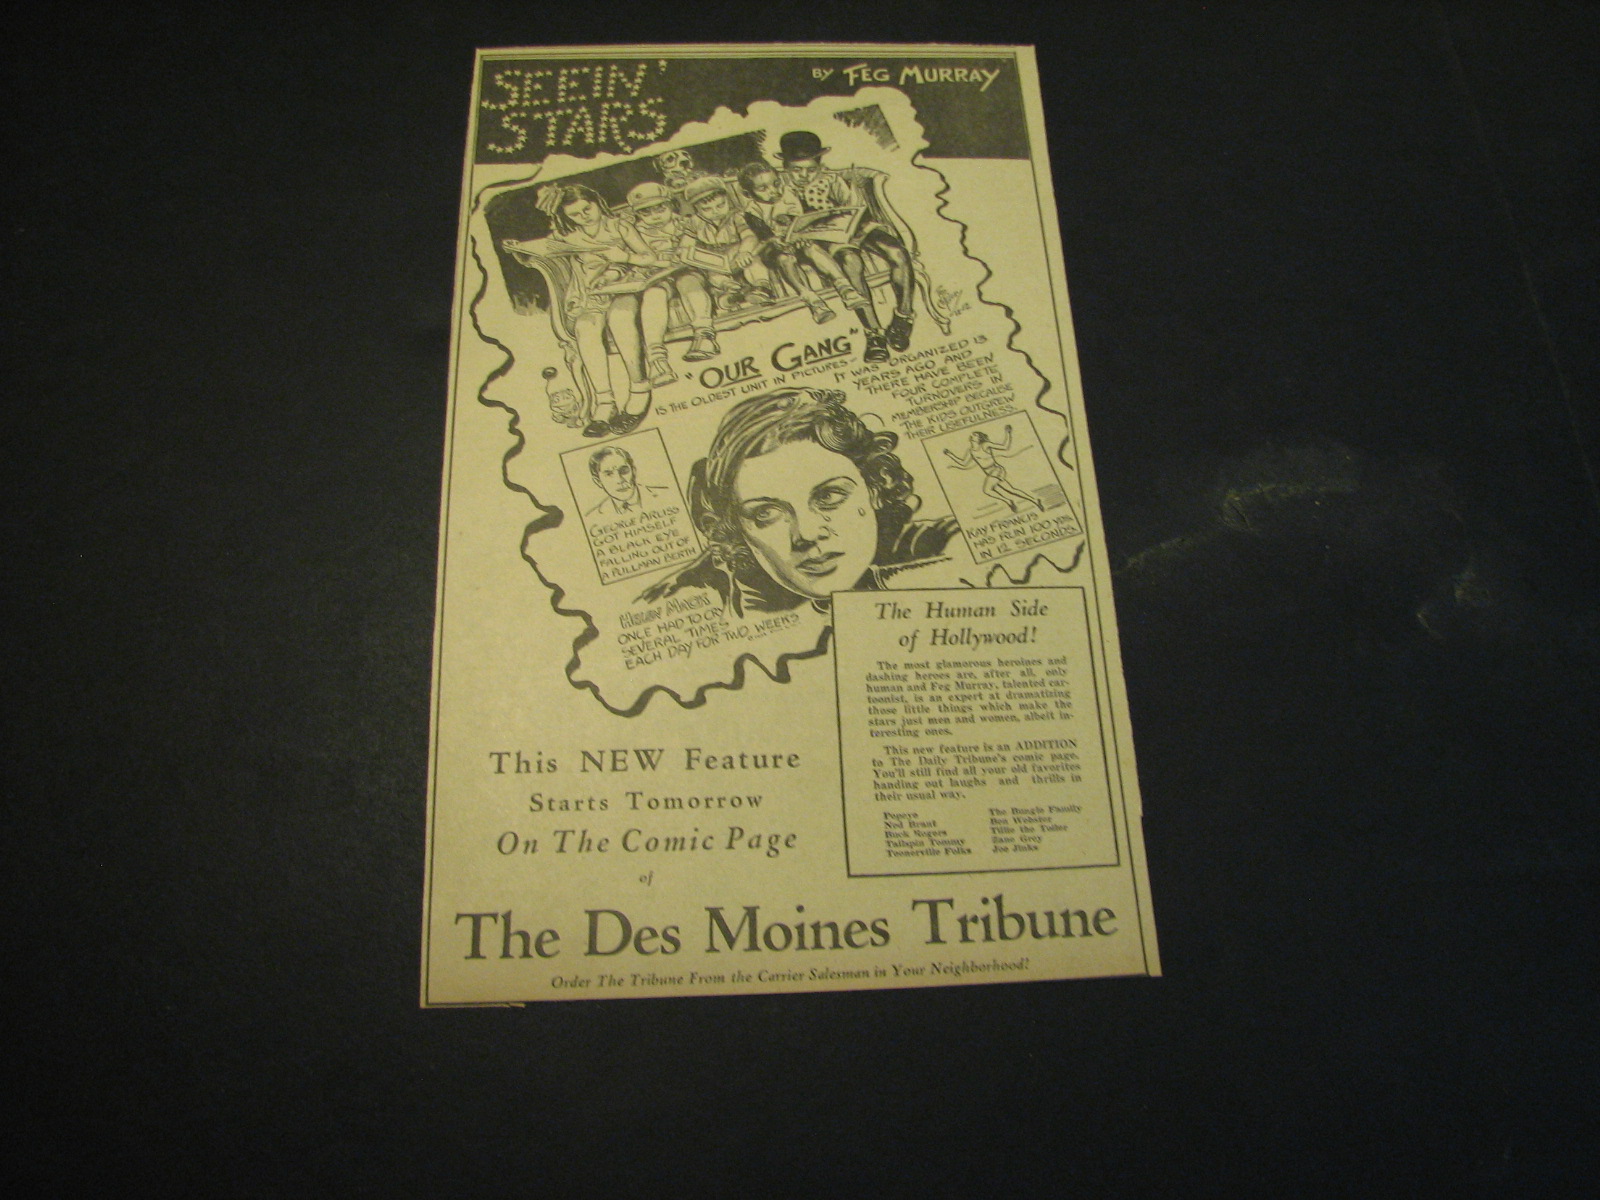 'SEEIN'
STARS
BY FEG MURRAY
"OUR GANG"
IS THE OLDEST UNIT IN PICTURES-
IT WAS ORGANIZED 13
YEARS AGO AND
THERE HAVE BEEN
FOUR COMPLETE
TURNOVERS IN
MEMBERSHIP BECAUSE
THE KIDS OUTGREW
THEIR USEFULNESS.
GEORGE ARLISS
GOT HIMSELF
A BLACK EYE
FALLING OUT OF
A PULLMAN BERTH
KAY FRANCIS
HAS RUN 100 YDS.
IN 12 SECONDS.
HELEN MACK
ONCE HAD TO CRY
SEVERAL TIMES
EACH DAY FOR TWO WEEKS
The Human Side
of Hollywood!
The most glamorous heroines and
dashing heroes are, after all, only
human and Feg Murray, talented car-
toonist, is an expert at dramatizing
those little things which make the
stars just men and women, albeit in-
teresting ones.
This new feature is an ADDITION
to The Daily Tribune's comic page.
You'll still find all your old favorites
handing out laughs and thrills in
their usual way.
Popeye
Ned Brant
Buck Rogers
Tailspin Tommy
Toonerville Folks
The Bungle Family
Ben Webster
Tillie the Toiler
Zane Grey
Joe Jinks
This NEW Feature
Starts Tomorrow
On The Comic Page
of
The Des Moines Tribune
Order The Tribune From the Carrier Salesman in Your Neighborhood!